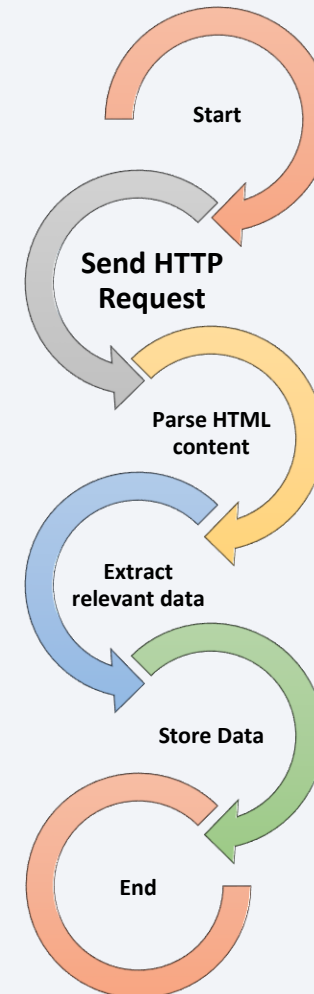 Start
Send HTTP
Request
Parse HTML
content
Extract
relevant data
Store Data
End